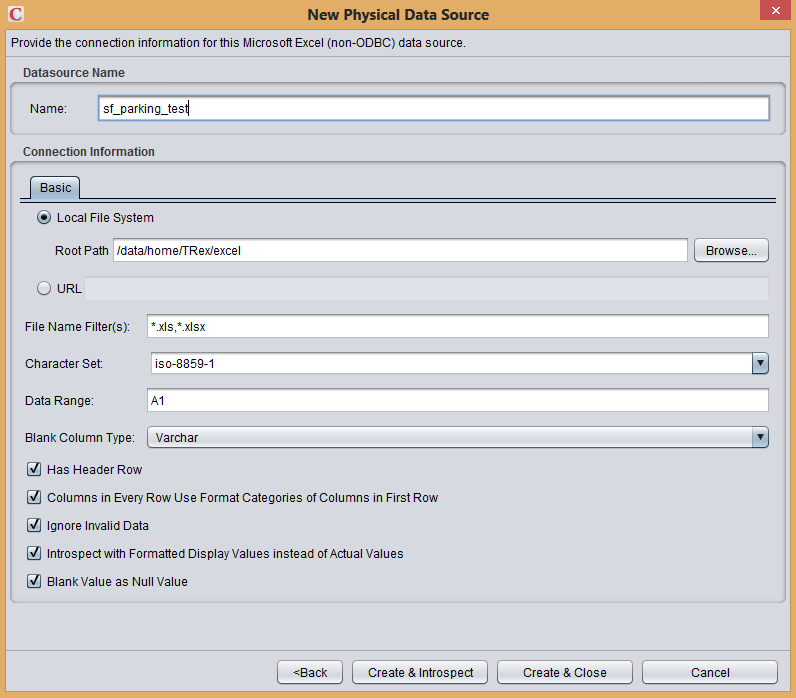 C New Physical Data Source
Provide the connection information for this Microsoft Excel (non-ODBC) data source.
Datasource Name
Name: sf_parking_test
Connection Information
Basic
Local File System
Root Path /data/home/TRex/excel Browse...
URL
File Name Filter(s): *.xls,*.xlsx
Character Set: iso-8859-1
Data Range: A1
Blank Column Type: Varchar
Has Header Row
Columns in Every Row Use Format Categories of Columns in First Row
Ignore Invalid Data
Introspect with Formatted Display Values instead of Actual Values
Blank Value as Null Value
<Back Create & Introspect Create & Close Cancel